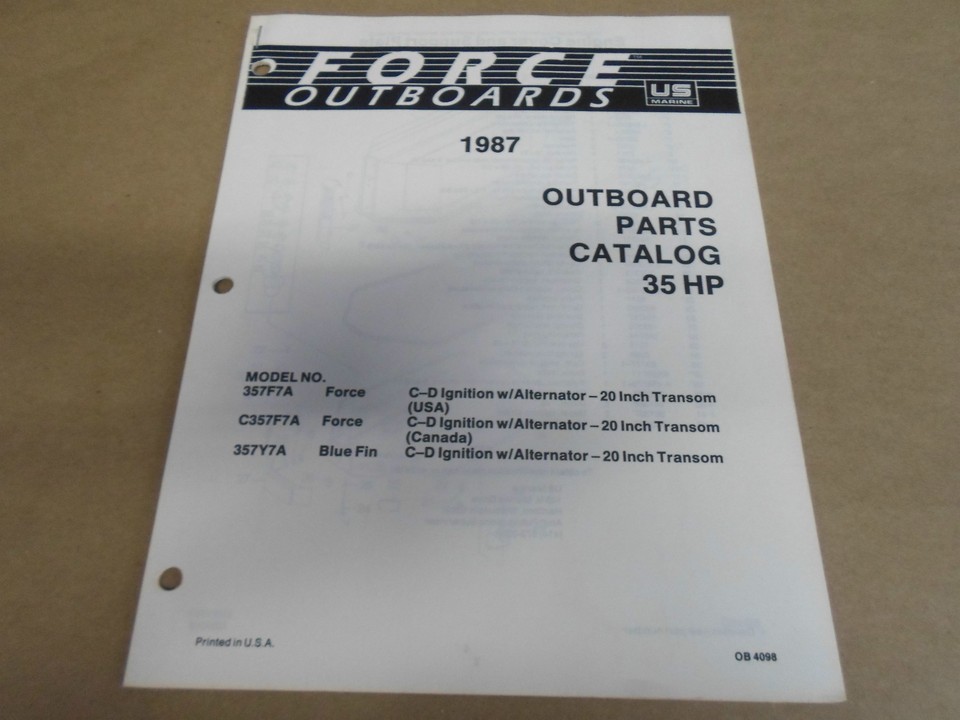 FORCE™
OUTBOARDS
US
MARINE
1987
OUTBOARD
PARTS
CATALOG
35 HP
MODEL NO.
357F7A Force C–D Ignition w/Alternator – 20 Inch Transom
(USA)
C357F7A Force C–D Ignition w/Alternator – 20 Inch Transom
(Canada)
357Y7A Blue Fin C–D Ignition w/Alternator – 20 Inch Transom
Printed in U.S.A.
OB 4098